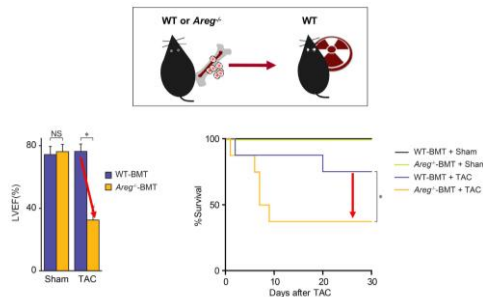 WT or Areg-/-
WT
NS
*
80
40
0
LVEF(%)
Sham
TAC
WT-BMT
Areg-/-BMT
100
50
0
%Survival
0
10
20
30
Days after TAC
WT-BMT + Sham
Areg-/-BMT + Sham
WT-BMT + TAC
Areg-/-BMT + TAC
*